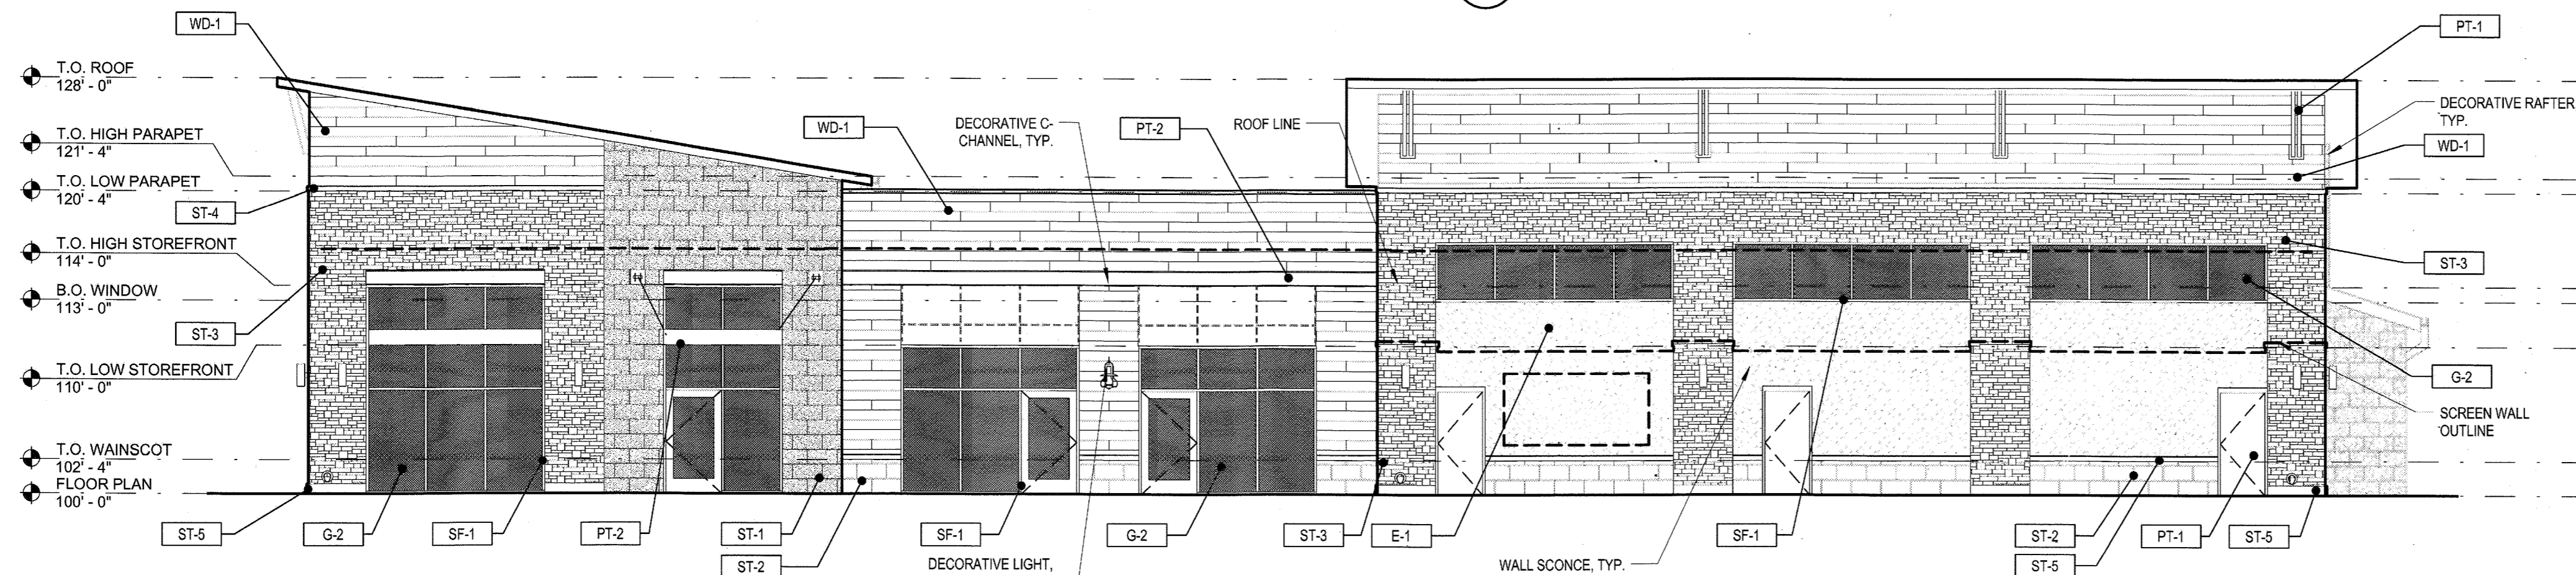 WD-1
PT-1
T.O. ROOF
128' - 0"
DECORATIVE RAFTER
TYP.
WD-1
DECORATIVE C-
CHANNEL, TYP.
PT-2
ROOF LINE
T.O. HIGH PARAPET
121' - 4"
WD-1
T.O. LOW PARAPET
120' - 4"
ST-4
T.O. HIGH STOREFRONT
114' - 0"
ST-3
B.O. WINDOW
113' - 0"
ST-3
T.O. LOW STOREFRONT
110' - 0"
G-2
SCREEN WALL
OUTLINE
T.O. WAINSCOT
102' - 4"
FLOOR PLAN
100' - 0"
ST-5
G-2
SF-1
PT-2
ST-1
SF-1
G-2
ST-3
E-1
SF-1
ST-2
PT-1
ST-5
ST-2
DECORATIVE LIGHT,
WALL SCONCE, TYP.
ST-5